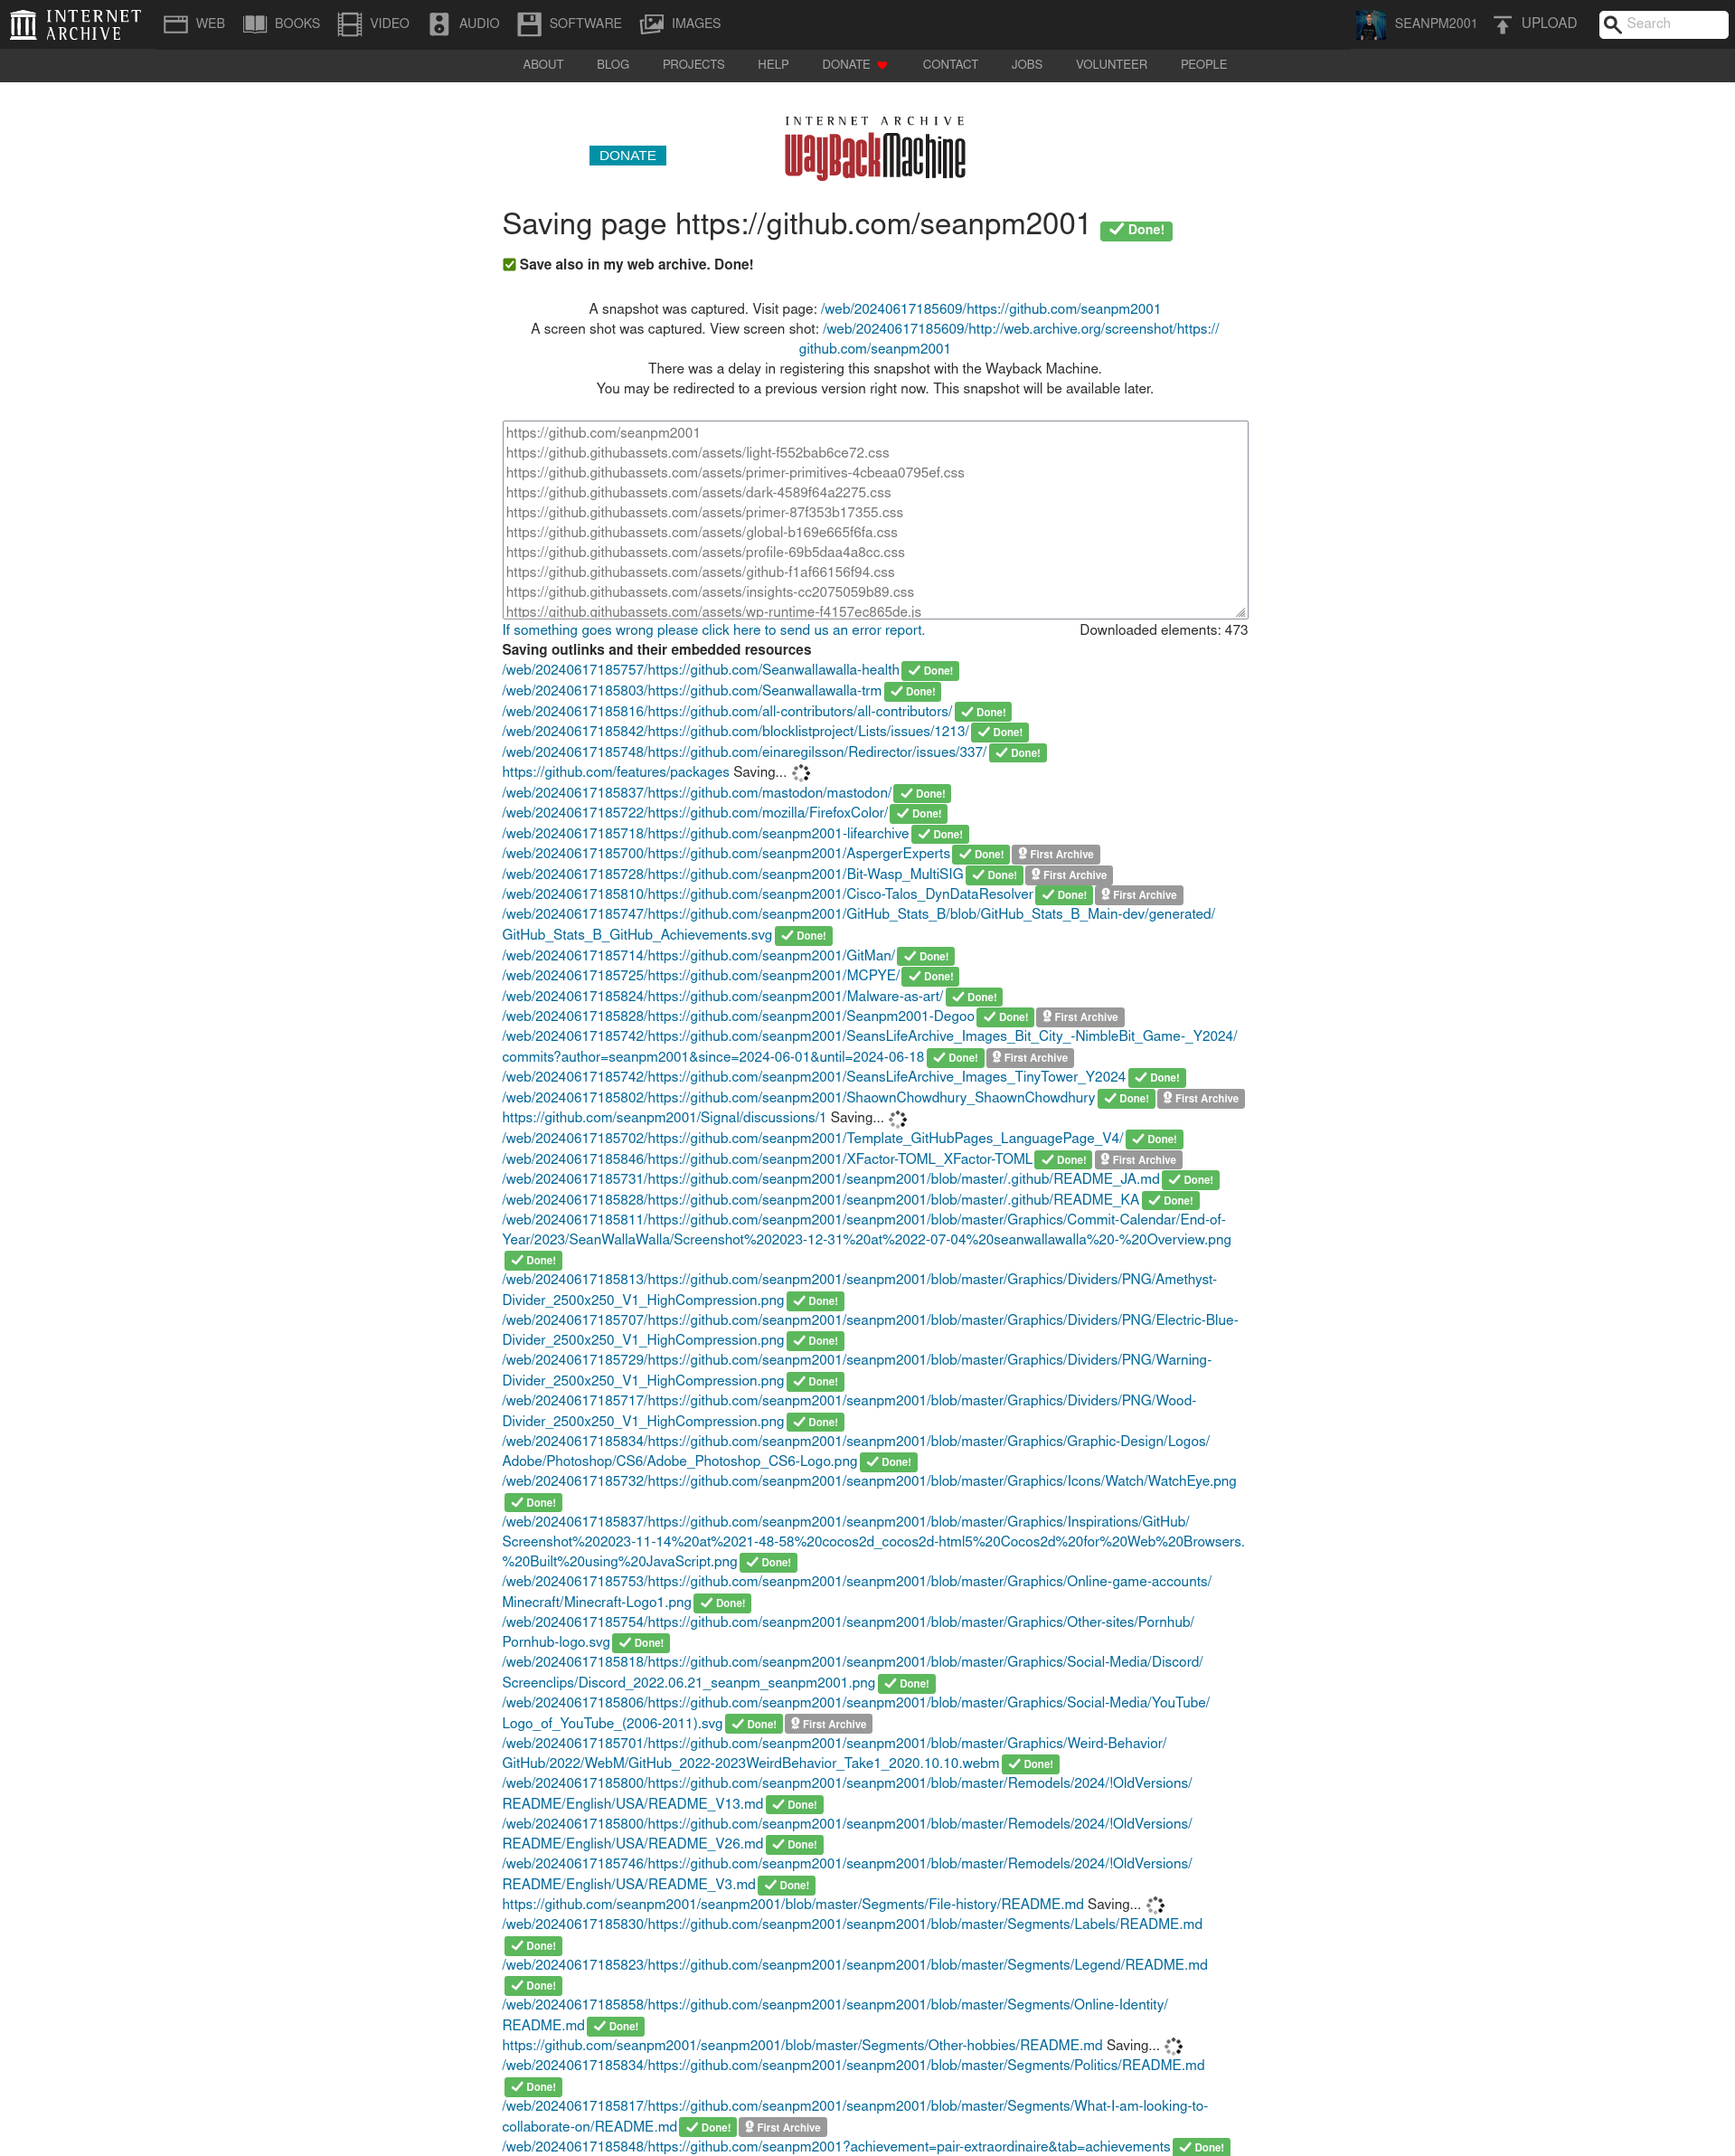 INTERNET ARCHIVE
WEB
BOOKS
VIDEO
AUDIO
SOFTWARE
IMAGES
SEANPM2001
UPLOAD
Search
ABOUT
BLOG
PROJECTS
HELP
DONATE
CONTACT
JOBS
VOLUNTEER
PEOPLE
DONATE
INTERNET ARCHIVE
WayBackMachine
Saving page https://github.com/seanpm2001 Done!
Save also in my web archive. Done!
A snapshot was captured. Visit page: /web/20240617185609/https://github.com/seanpm2001
A screen shot was captured. View screen shot: /web/20240617185609/http://web.archive.org/screenshot/https://
github.com/seanpm2001
There was a delay in registering this snapshot with the Wayback Machine.
You may be redirected to a previous version right now. This snapshot will be available later.
https://github.com/seanpm2001
https://github.githubassets.com/assets/light-f552bab6ce72.css
https://github.githubassets.com/assets/primer-primitives-4cbeaa0795ef.css
https://github.githubassets.com/assets/dark-4589f64a2275.css
https://github.githubassets.com/assets/primer-87f353b17355.css
https://github.githubassets.com/assets/global-b169e665f6fa.css
https://github.githubassets.com/assets/profile-69b5daa4a8cc.css
https://github.githubassets.com/assets/github-f1af66156f94.css
https://github.githubassets.com/assets/insights-cc2075059b89.css
https://github.githubassets.com/assets/wp-runtime-f4157ec865de.js
If something goes wrong please click here to send us an error report. Downloaded elements: 473
Saving outlinks and their embedded resources
/web/20240617185757/https://github.com/Seanwallawalla-health Done!
/web/20240617185803/https://github.com/Seanwallawalla-trm Done!
/web/20240617185816/https://github.com/all-contributors/all-contributors/ Done!
/web/20240617185842/https://github.com/blocklistproject/Lists/issues/1213/ Done!
/web/20240617185748/https://github.com/einaregilsson/Redirector/issues/337/ Done!
https://github.com/features/packages Saving...
/web/20240617185837/https://github.com/mastodon/mastodon/ Done!
/web/20240617185722/https://github.com/mozilla/FirefoxColor/ Done!
/web/20240617185718/https://github.com/seanpm2001-lifearchive Done!
/web/20240617185700/https://github.com/seanpm2001/AspergerExperts Done! First Archive
/web/20240617185728/https://github.com/seanpm2001/Bit-Wasp_MultiSIG Done! First Archive
/web/20240617185810/https://github.com/seanpm2001/Cisco-Talos_DynDataResolver Done! First Archive
/web/20240617185747/https://github.com/seanpm2001/GitHub_Stats_B/blob/GitHub_Stats_B_Main-dev/generated/
GitHub_Stats_B_GitHub_Achievements.svg Done!
/web/20240617185714/https://github.com/seanpm2001/GitMan/ Done!
/web/20240617185725/https://github.com/seanpm2001/MCPYE/ Done!
/web/20240617185824/https://github.com/seanpm2001/Malware-as-art/ Done!
/web/20240617185828/https://github.com/seanpm2001/Seanpm2001-Degoo Done! First Archive
/web/20240617185742/https://github.com/seanpm2001/SeansLifeArchive_Images_Bit_City_-NimbleBit_Game-_Y2024/
commits?author=seanpm2001&since=2024-06-01&until=2024-06-18 Done! First Archive
/web/20240617185742/https://github.com/seanpm2001/SeansLifeArchive_Images_TinyTower_Y2024 Done!
/web/20240617185802/https://github.com/seanpm2001/ShaownChowdhury_ShaownChowdhury Done! First Archive
https://github.com/seanpm2001/Signal/discussions/1 Saving...
/web/20240617185702/https://github.com/seanpm2001/Template_GitHubPages_LanguagePage_V4/ Done!
/web/20240617185846/https://github.com/seanpm2001/XFactor-TOML_XFactor-TOML Done! First Archive
/web/20240617185731/https://github.com/seanpm2001/seanpm2001/blob/master/.github/README_JA.md Done!
/web/20240617185828/https://github.com/seanpm2001/seanpm2001/blob/master/.github/README_KA Done!
/web/20240617185811/https://github.com/seanpm2001/seanpm2001/blob/master/Graphics/Commit-Calendar/End-of-
Year/2023/SeanWallaWalla/Screenshot%202023-12-31%20at%2022-07-04%20seanwallawalla%20-%20Overview.png
Done!
/web/20240617185813/https://github.com/seanpm2001/seanpm2001/blob/master/Graphics/Dividers/PNG/Amethyst-
Divider_2500x250_V1_HighCompression.png Done!
/web/20240617185707/https://github.com/seanpm2001/seanpm2001/blob/master/Graphics/Dividers/PNG/Electric-Blue-
Divider_2500x250_V1_HighCompression.png Done!
/web/20240617185729/https://github.com/seanpm2001/seanpm2001/blob/master/Graphics/Dividers/PNG/Warning-
Divider_2500x250_V1_HighCompression.png Done!
/web/20240617185717/https://github.com/seanpm2001/seanpm2001/blob/master/Graphics/Dividers/PNG/Wood-
Divider_2500x250_V1_HighCompression.png Done!
/web/20240617185834/https://github.com/seanpm2001/seanpm2001/blob/master/Graphics/Graphic-Design/Logos/
Adobe/Photoshop/CS6/Adobe_Photoshop_CS6-Logo.png Done!
/web/20240617185732/https://github.com/seanpm2001/seanpm2001/blob/master/Graphics/Icons/Watch/WatchEye.png
Done!
/web/20240617185837/https://github.com/seanpm2001/seanpm2001/blob/master/Graphics/Inspirations/GitHub/
Screenshot%202023-11-14%20at%2021-48-58%20cocos2d_cocos2d-html5%20Cocos2d%20for%20Web%20Browsers.
%20Built%20using%20JavaScript.png Done!
/web/20240617185753/https://github.com/seanpm2001/seanpm2001/blob/master/Graphics/Online-game-accounts/
Minecraft/Minecraft-Logo1.png Done!
/web/20240617185754/https://github.com/seanpm2001/seanpm2001/blob/master/Graphics/Other-sites/Pornhub/
Pornhub-logo.svg Done!
/web/20240617185818/https://github.com/seanpm2001/seanpm2001/blob/master/Graphics/Social-Media/Discord/
Screenclips/Discord_2022.06.21_seanpm_seanpm2001.png Done!
/web/20240617185806/https://github.com/seanpm2001/seanpm2001/blob/master/Graphics/Social-Media/YouTube/
Logo_of_YouTube_(2006-2011).svg Done! First Archive
/web/20240617185701/https://github.com/seanpm2001/seanpm2001/blob/master/Graphics/Weird-Behavior/
GitHub/2022/WebM/GitHub_2022-2023WeirdBehavior_Take1_2020.10.10.webm Done!
/web/20240617185800/https://github.com/seanpm2001/seanpm2001/blob/master/Remodels/2024/!OldVersions/
README/English/USA/README_V13.md Done!
/web/20240617185800/https://github.com/seanpm2001/seanpm2001/blob/master/Remodels/2024/!OldVersions/
README/English/USA/README_V26.md Done!
/web/20240617185746/https://github.com/seanpm2001/seanpm2001/blob/master/Remodels/2024/!OldVersions/
README/English/USA/README_V3.md Done!
https://github.com/seanpm2001/seanpm2001/blob/master/Segments/File-history/README.md Saving...
/web/20240617185830/https://github.com/seanpm2001/seanpm2001/blob/master/Segments/Labels/README.md
Done!
/web/20240617185823/https://github.com/seanpm2001/seanpm2001/blob/master/Segments/Legend/README.md
Done!
/web/20240617185858/https://github.com/seanpm2001/seanpm2001/blob/master/Segments/Online-Identity/
README.md Done!
https://github.com/seanpm2001/seanpm2001/blob/master/Segments/Other-hobbies/README.md Saving...
/web/20240617185834/https://github.com/seanpm2001/seanpm2001/blob/master/Segments/Politics/README.md
Done!
/web/20240617185817/https://github.com/seanpm2001/seanpm2001/blob/master/Segments/What-I-am-looking-to-
collaborate-on/README.md Done! First Archive
/web/20240617185848/https://github.com/seanpm2001?achievement=pair-extraordinaire&tab=achievements Done!